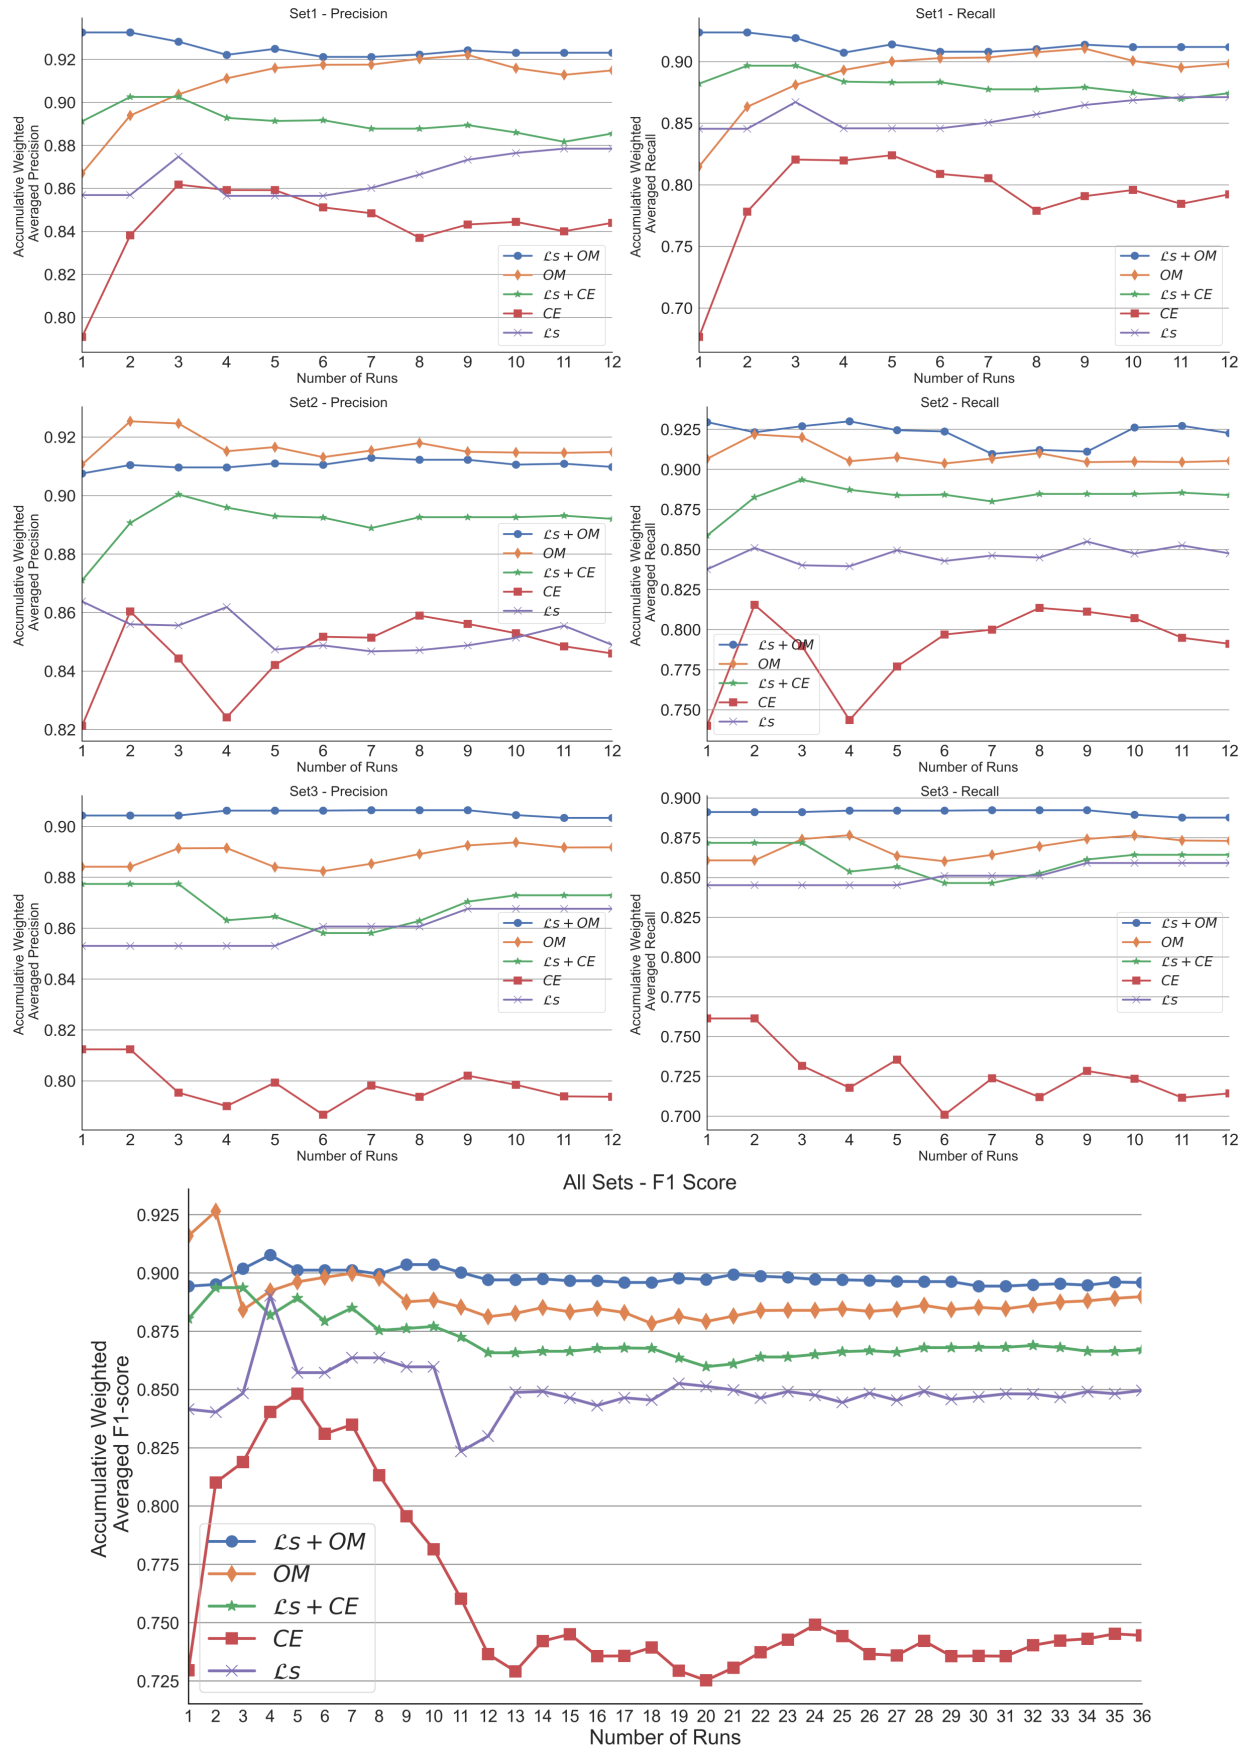 Set1 - Precision
Accumulative Weighted
Averaged Precision
0.92
0.90
0.88
0.86
0.84
0.82
0.80
ℒs + OM
OM
ℒs + CE
CE
ℒs
1 2 3 4 5 6 7 8 9 10 11 12
Number of Runs
Set1 - Recall
Accumulative Weighted
Averaged Recall
0.90
0.85
0.80
0.75
0.70
ℒs + OM
OM
ℒs + CE
CE
ℒs
1 2 3 4 5 6 7 8 9 10 11 12
Number of Runs
Set2 - Precision
Accumulative Weighted
Averaged Precision
0.92
0.90
0.88
0.86
0.84
0.82
ℒs + OM
OM
ℒs + CE
CE
ℒs
1 2 3 4 5 6 7 8 9 10 11 12
Number of Runs
Set2 - Recall
Accumulative Weighted
Averaged Recall
0.925
0.900
0.875
0.850
0.825
0.800
0.775
0.750
ℒs + OM
OM
ℒs + CE
CE
ℒs
1 2 3 4 5 6 7 8 9 10 11 12
Number of Runs
Set3 - Precision
Accumulative Weighted
Averaged Precision
0.90
0.88
0.86
0.84
0.82
0.80
ℒs + OM
OM
ℒs + CE
CE
ℒs
1 2 3 4 5 6 7 8 9 10 11 12
Number of Runs
Set3 - Recall
Accumulative Weighted
Averaged Recall
0.900
0.875
0.850
0.825
0.800
0.775
0.750
0.725
0.700
ℒs + OM
OM
ℒs + CE
CE
ℒs
1 2 3 4 5 6 7 8 9 10 11 12
Number of Runs
All Sets - F1 Score
Accumulative Weighted
Averaged F1-score
0.925
0.900
0.875
0.850
0.825
0.800
0.775
0.750
0.725
ℒs + OM
OM
ℒs + CE
CE
ℒs
1 2 3 4 5 6 7 8 9 10 11 12 13 14 15 16 17 18 19 20 21 22 23 24 25 26 27 28 29 30 31 32 33 34 35 36
Number of Runs